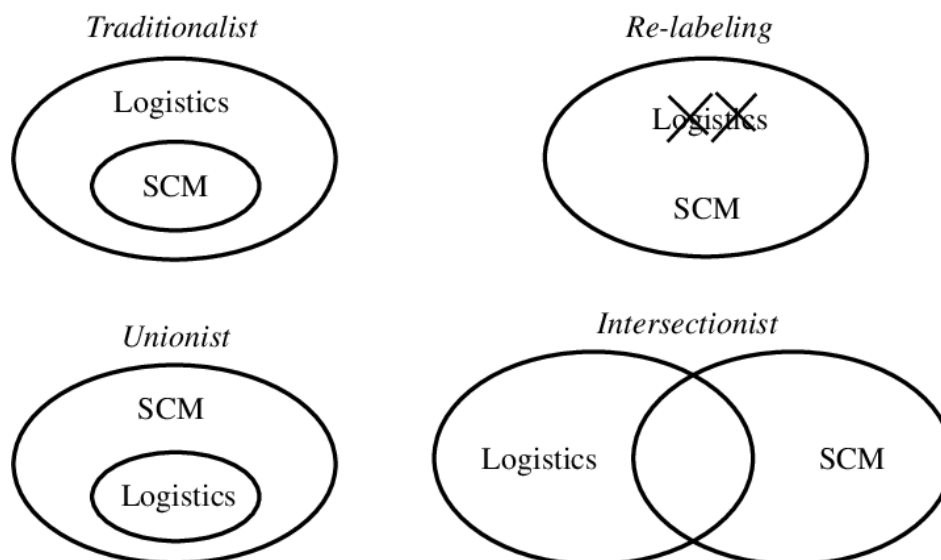 Traditionalist
Logistics
SCM
Re-labeling
Logistics
SCM
Unionist
SCM
Logistics
Intersectionist
Logistics
SCM